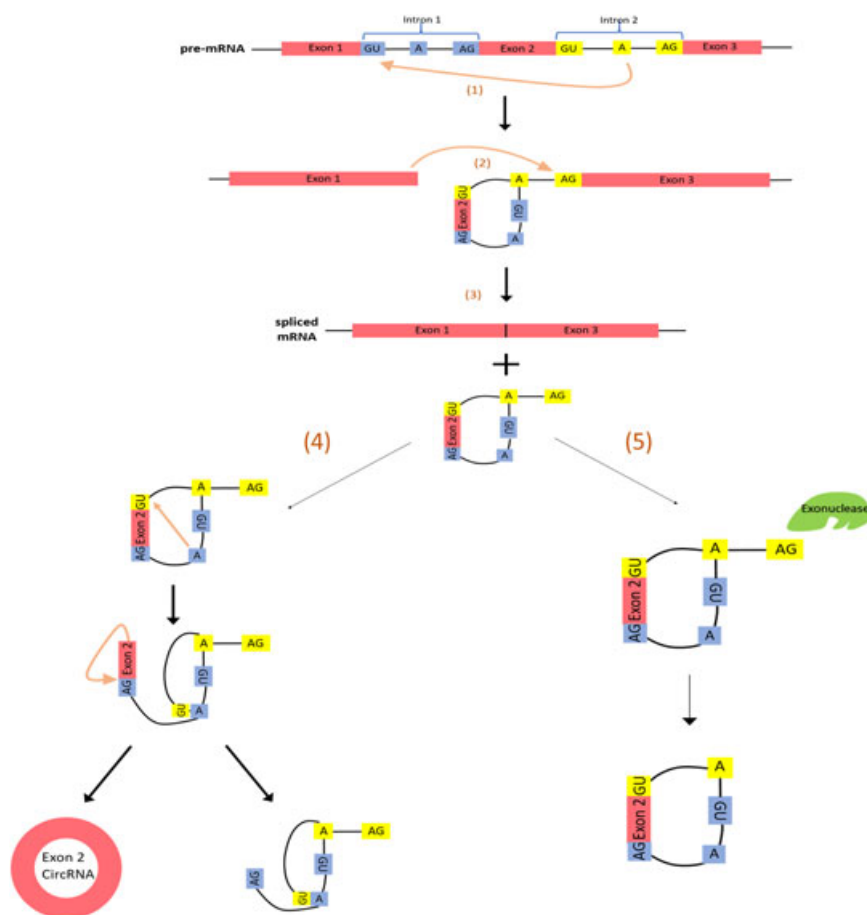 Intron 1 Intron 2
pre-mRNA Exon 1 GU A AG Exon 2 GU A AG Exon 3
(1)
(2)
Exon 1 A AG Exon 3
GU
Exon 2
GU
AG
A
(3)
spliced
mRNA
Exon 1 Exon 3
+
A AG
GU
Exon 2
GU
AG
A
(4) (5)
A AG
GU
Exon 2
GU
AG
A
Exonuclease
A AG
GU
Exon 2
GU
AG
A
A AG
Exon 2
GU
AG
GU A
A
GU
Exon 2
GU
AG
A
Exon 2
CircRNA
A AG
GU
AG
GU A